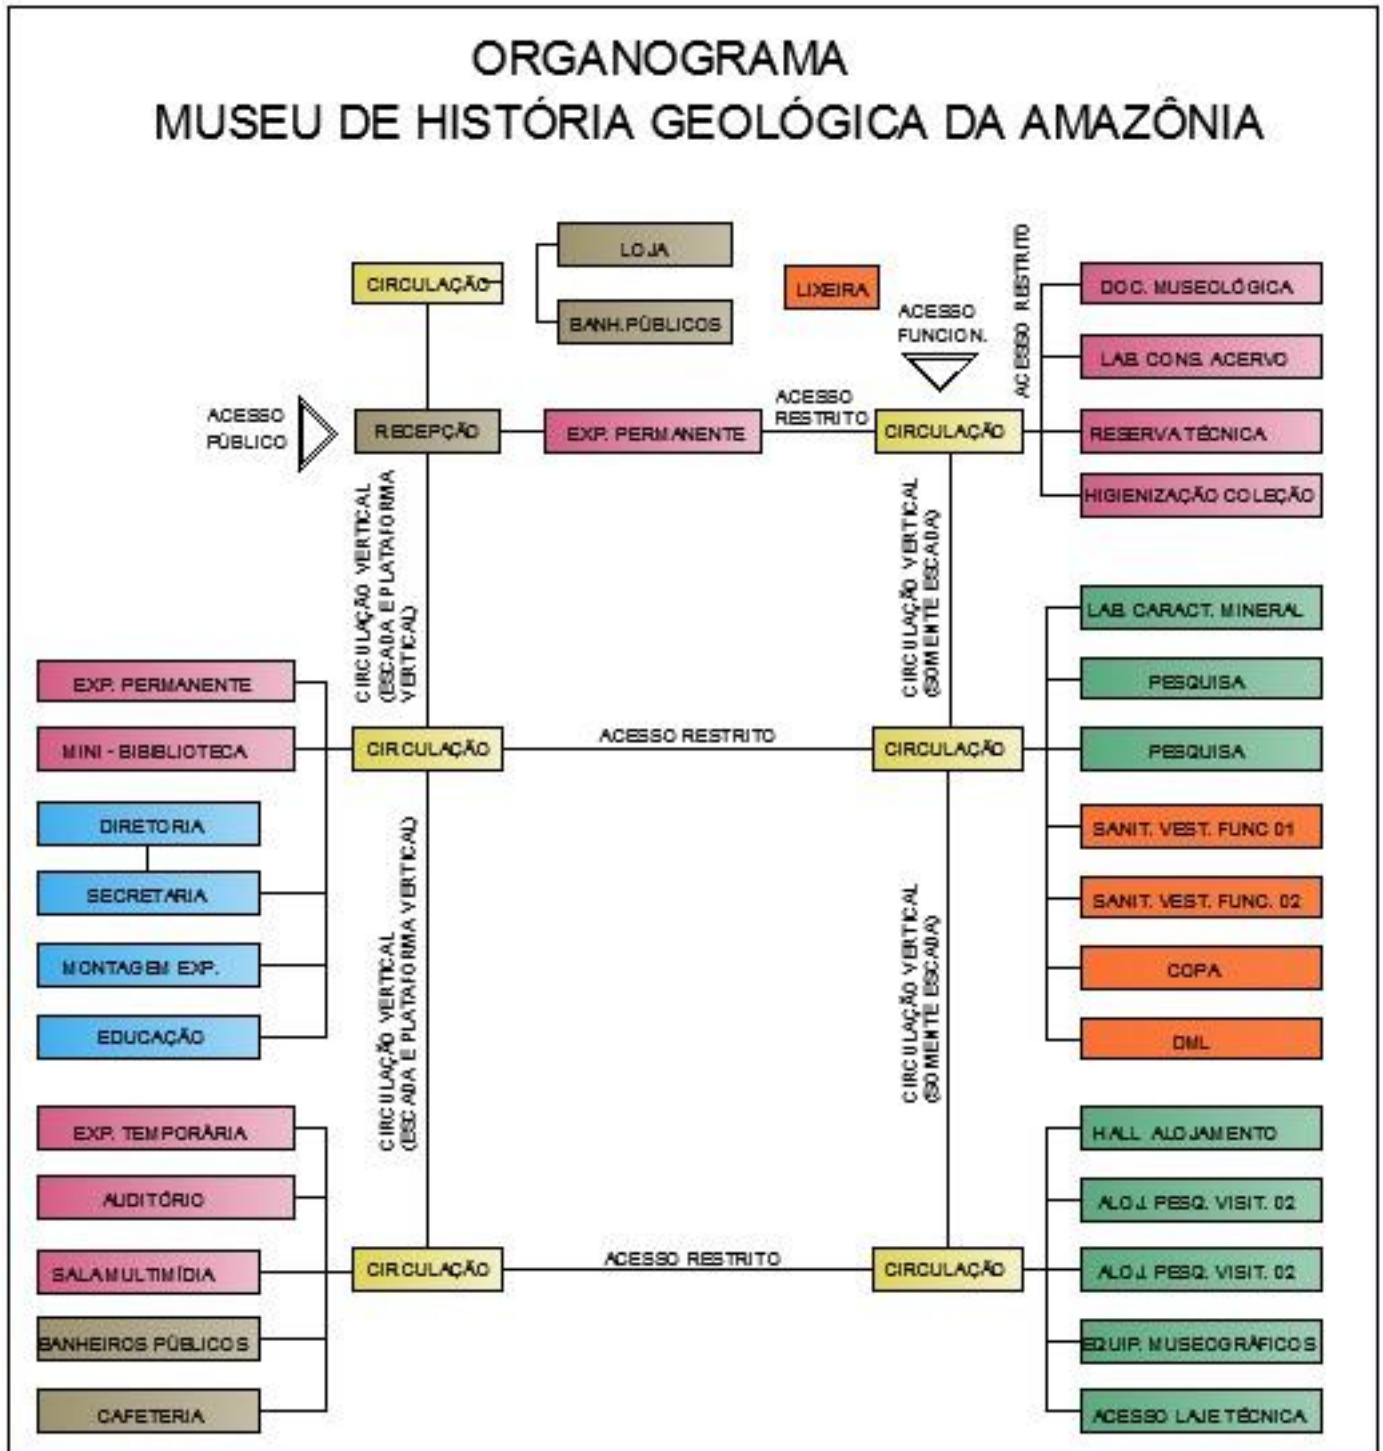 ORGANOGRAMA
MUSEU DE HISTÓRIA GEOLÓGICA DA AMAZÔNIA
LOJA
CIRCULAÇÃO
LIXEIRA
BANH.PÚBLICOS
ACESSO
FUNCION.
ACESSO RESTRITO
DOC. MUSEOLÓGICA
LAB. CONS. ACERVO
ACESSO
PÚBLICO
RECEPÇÃO
EXP. PERMANENTE
ACESSO
RESTRITO
CIRCULAÇÃO
RESERVA TÉCNICA
HIGIENIZAÇÃO COLEÇÃO
CIRCULAÇÃO VERTICAL
(ESCADA E PLATAFORMA
VERTICAL)
CIRCULAÇÃO VERTICAL
(SOMENTE ESCADA)
LAB. CARACT. MINERAL
PESQUISA
EXP. PERMANENTE
MINI - BIBIBLIOTECA
CIRCULAÇÃO
ACESSO RESTRITO
CIRCULAÇÃO
PESQUISA
DIRETORIA
SECRETARIA
MONTAGEM EXP.
EDUCAÇÃO
CIRCULAÇÃO VERTICAL
(ESCADA E PLATAFORMA VERTICAL)
CIRCULAÇÃO VERTICAL
(SOMENTE ESCADA)
SANIT. VEST. FUNC 01
SANIT. VEST. FUNC. 02
COPA
DML
EXP. TEMPORÁRIA
AUDITÓRIO
SALA MULTIMÍDIA
BANHEIROS PÚBLICOS
CAFETERIA
CIRCULAÇÃO
ACESSO RESTRITO
CIRCULAÇÃO
HALL ALOJAMENTO
ALOJ. PESQ. VISIT. 02
ALOJ. PESQ. VISIT. 02
EQUIP. MUSEOGRÁFICOS
ACESSO LAJE TÉCNICA